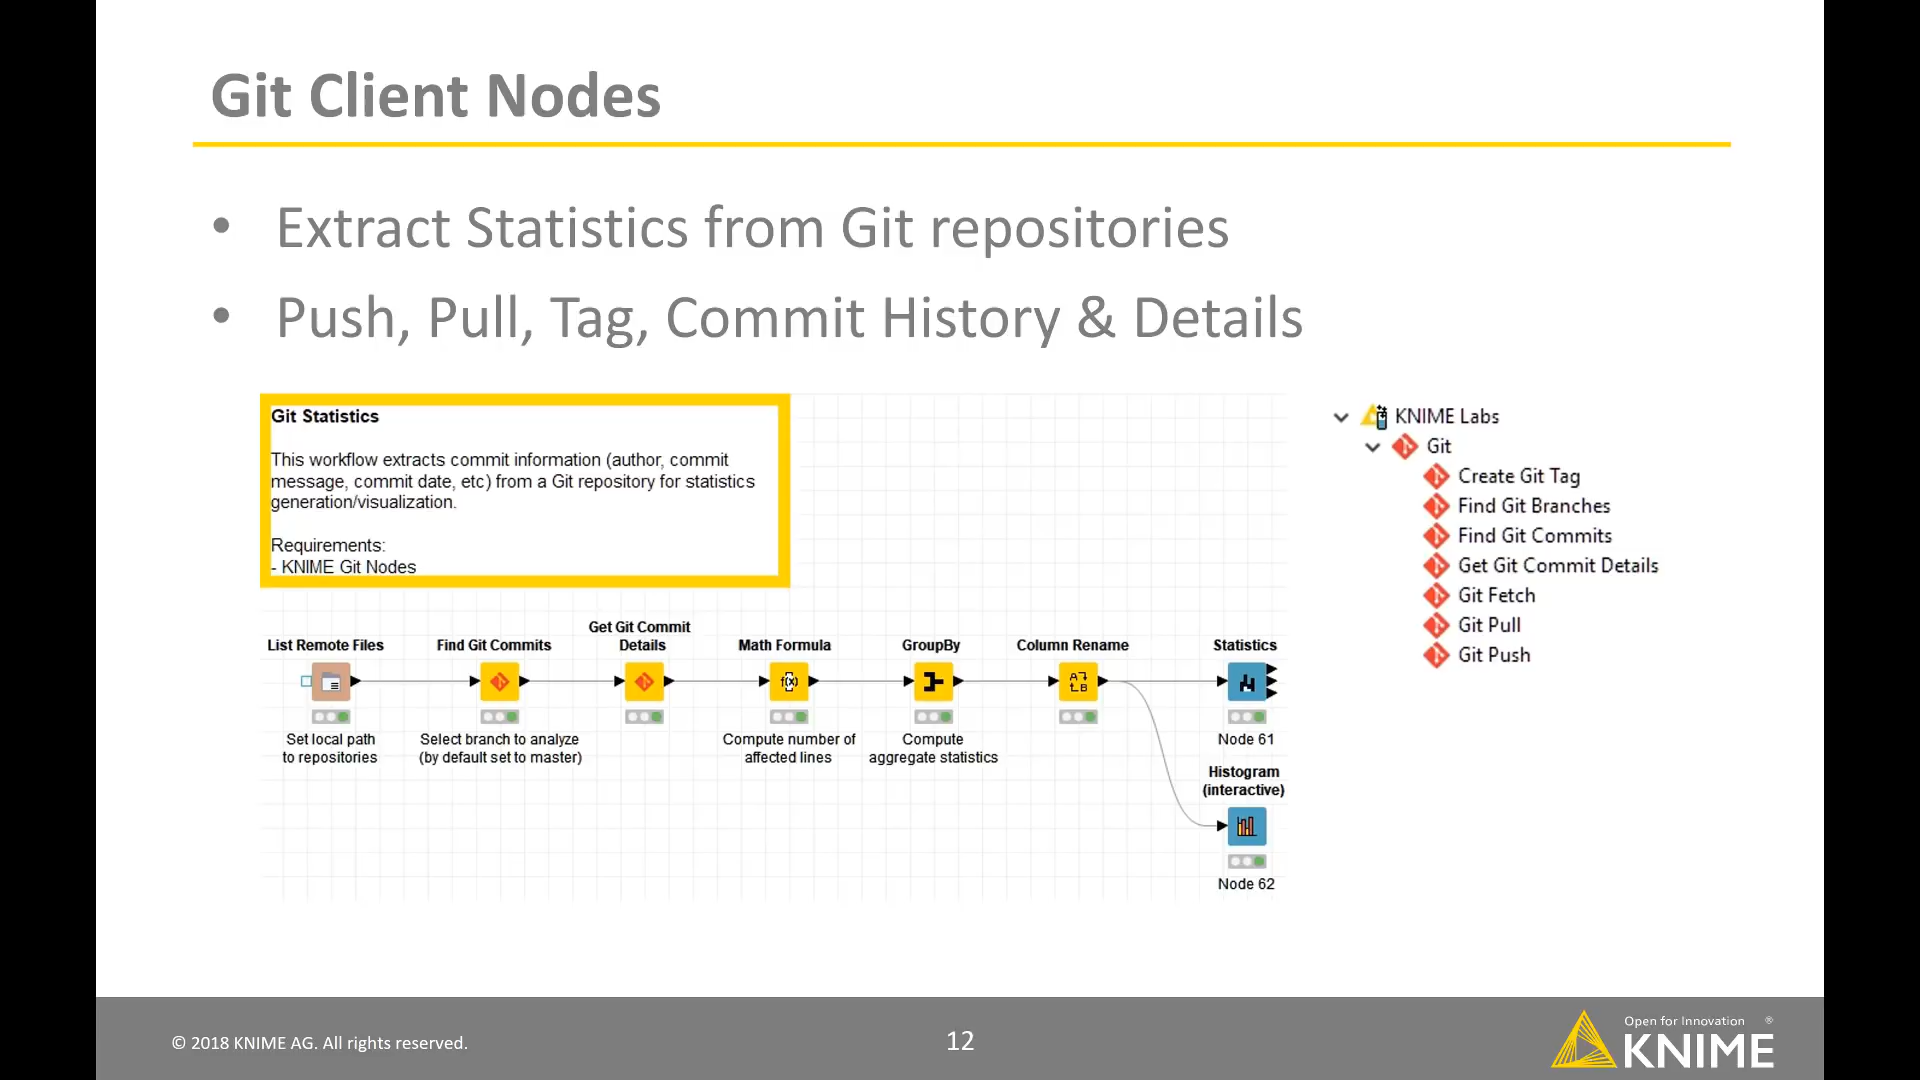 Git Client Nodes
• Extract Statistics from Git repositories
• Push, Pull, Tag, Commit History & Details
Git Statistics
This workflow extracts commit information (author, commit
message, commit date, etc) from a Git repository for statistics
generation/visualization.
Requirements:
- KNIME Git Nodes
List Remote Files
Set local path
to repositories
Find Git Commits
Select branch to analyze
(by default set to master)
Get Git Commit
Details
Math Formula
f(x)
Compute number of
affected lines
GroupBy
Compute
aggregate statistics
Column Rename
A
B
Statistics
Node 61
Histogram
(interactive)
Node 62
KNIME Labs
Git
Create Git Tag
Find Git Branches
Find Git Commits
Get Git Commit Details
Git Fetch
Git Pull
Git Push
© 2018 KNIME AG. All rights reserved.
12
Open for Innovation ®
KNIME